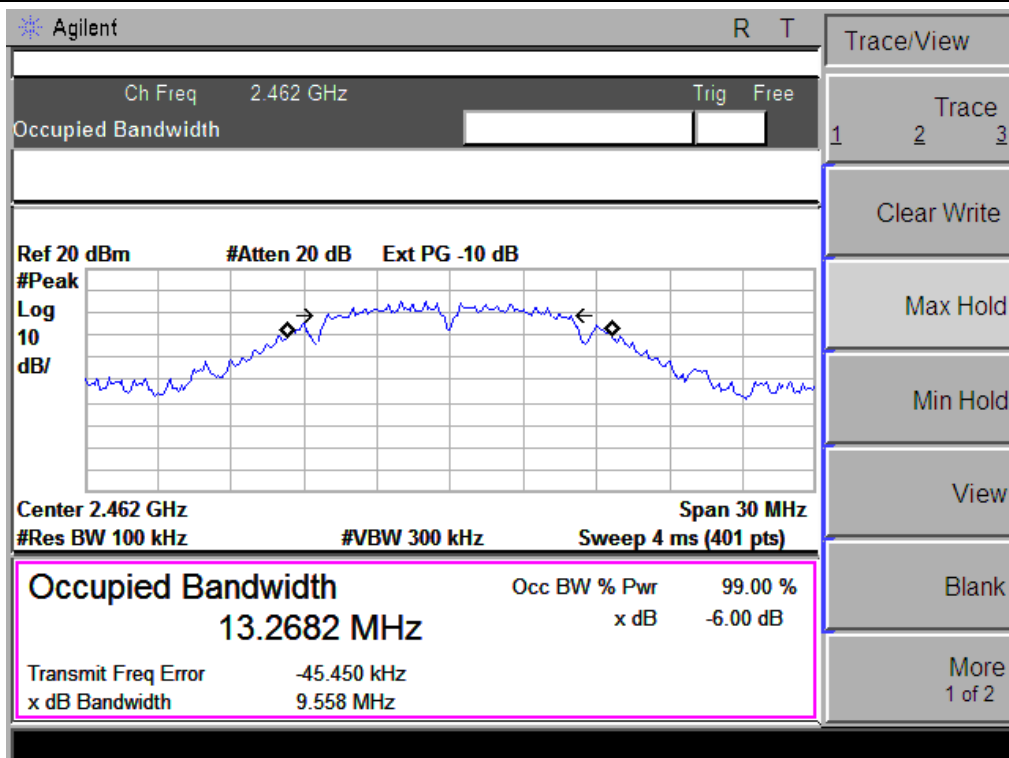 Agilent R T
Trace/View
Ch Freq 2.462 GHz Trig Free
Occupied Bandwidth
Trace
1 2 3
Clear Write
Ref 20 dBm #Atten 20 dB Ext PG -10 dB
#Peak
Log
10
dB/
Max Hold
Min Hold
View
Center 2.462 GHz Span 30 MHz
#Res BW 100 kHz #VBW 300 kHz Sweep 4 ms (401 pts)
Occupied Bandwidth
13.2682 MHz
Occ BW % Pwr 99.00 %
x dB -6.00 dB
Transmit Freq Error -45.450 kHz
x dB Bandwidth 9.558 MHz
Blank
More
1 of 2